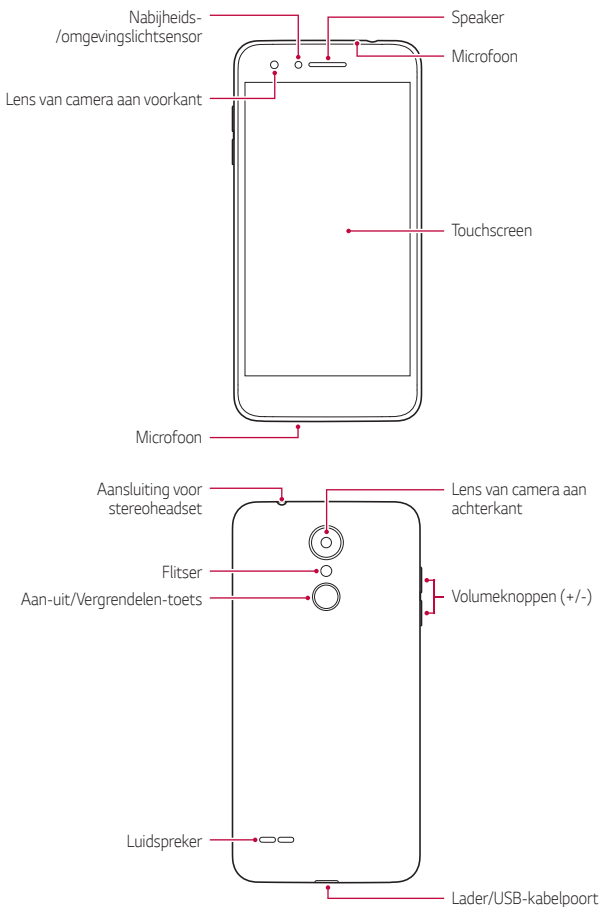 Nabijheids-
/omgevingslichtsensor
Lens van camera aan voorkant
Speaker
Microfoon
Touchscreen
Microfoon
Aansluiting voor
stereoheadset
Flitser
Aan-uit/Vergrendelen-toets
Lens van camera aan
achterkant
Volumeknoppen (+/-)
Luidspreker
Lader/USB-kabelpoort